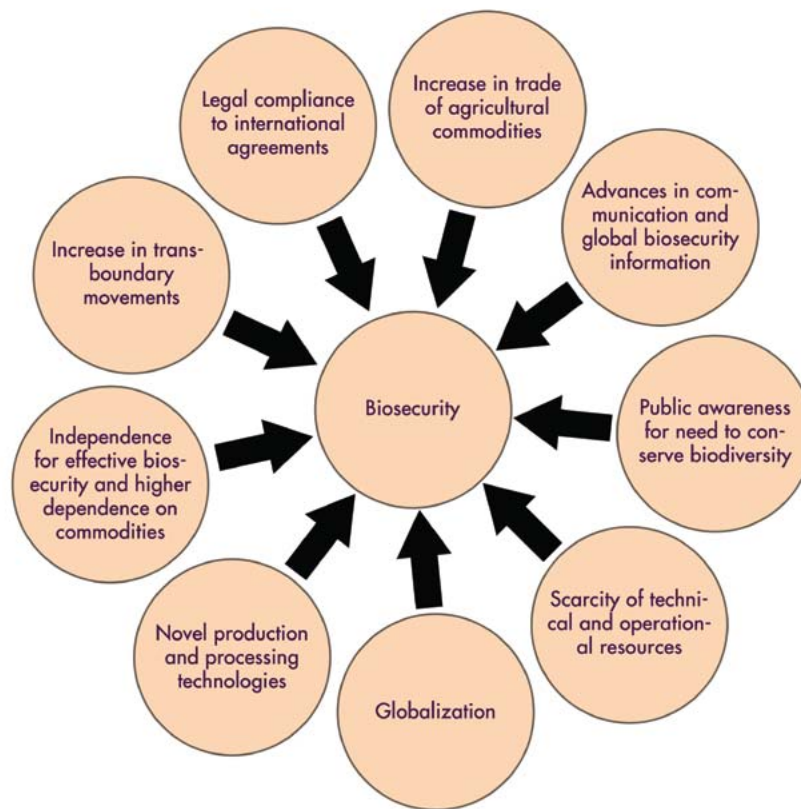 Legal compliance
to international
agreements
Increase in trade
of agricultural
commodities
Advances in com-
munication and
global biosecurity
information
Increase in trans-
boundary
movements
Biosecurity
Public awareness
for need to con-
serve biodiversity
Independence
for effective bios-
ecurity and higher
dependence on
commodities
Scarcity of techni-
cal and operation-
al resources
Novel production
and processing
technologies
Globalization